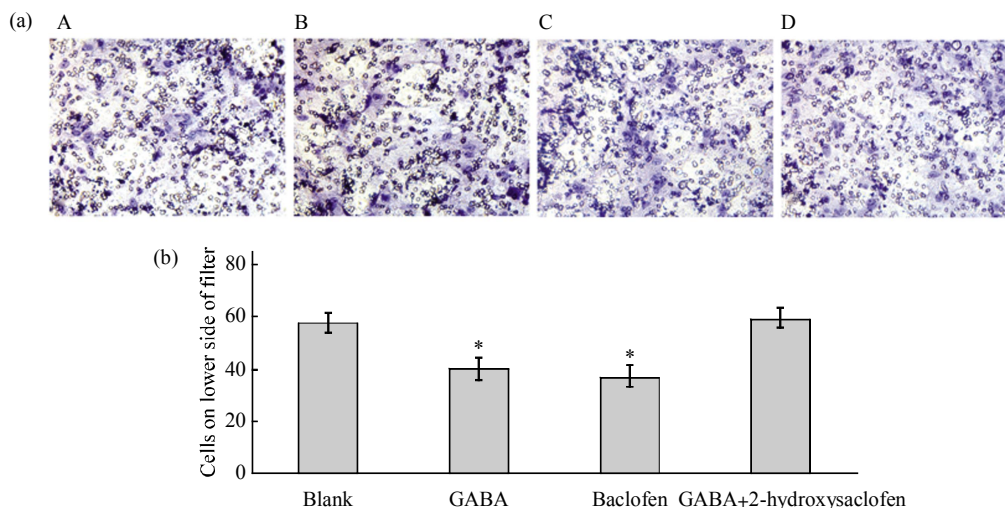 (a) A B C D
(b)
Cells on lower side of filter
80
60
40
20
0
* *
Blank GABA Baclofen GABA+2-hydroxysaclofen